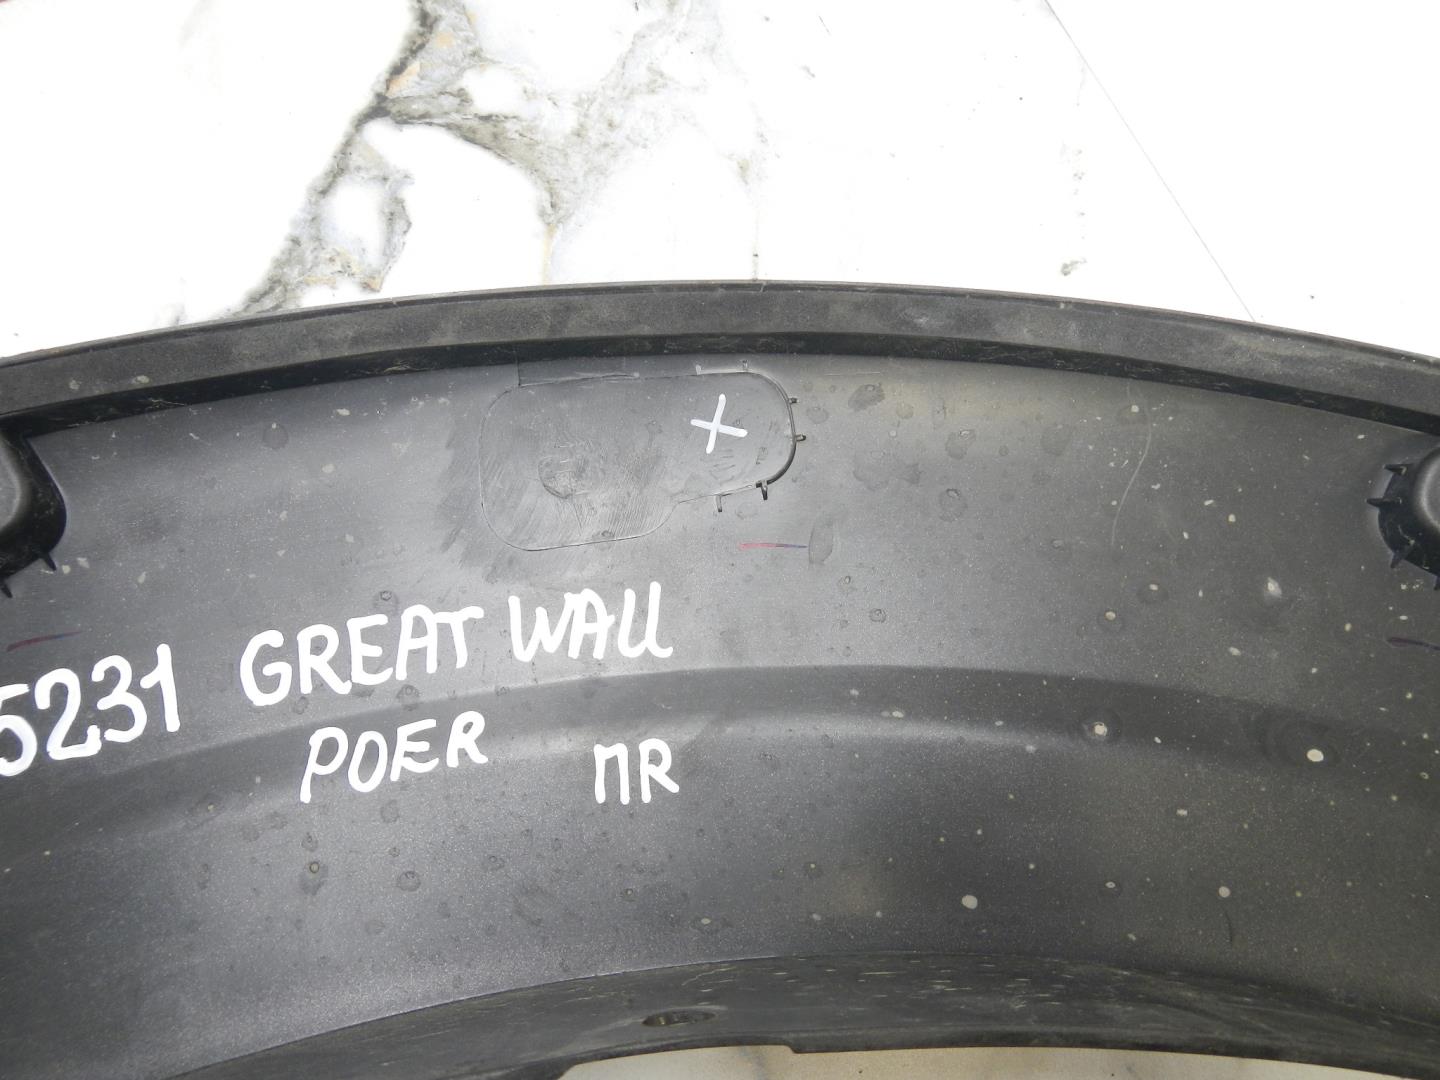 x
5231 GREAT WALL
POER ПR